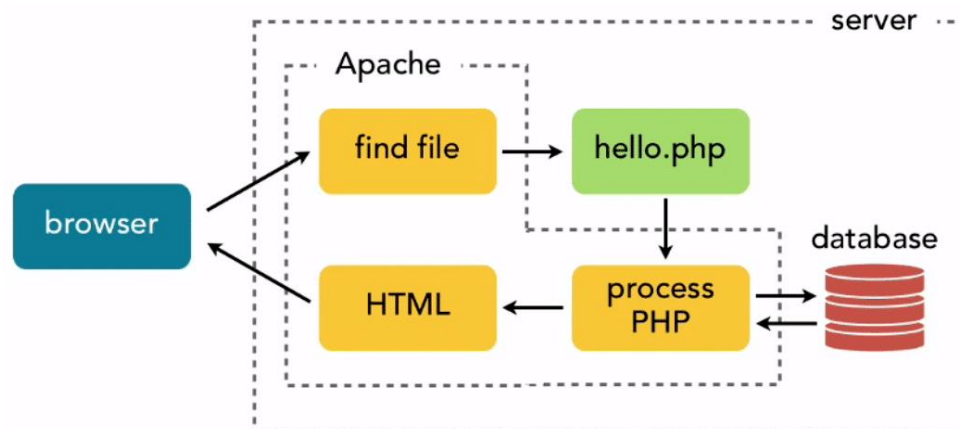 server
Apache
find file
hello.php
browser
database
HTML
process
PHP